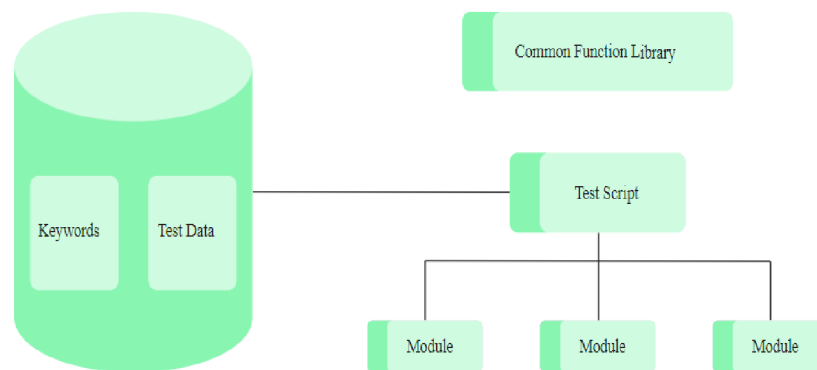 Common Function Library
Test Script
Keywords
Test Data
Module
Module
Module